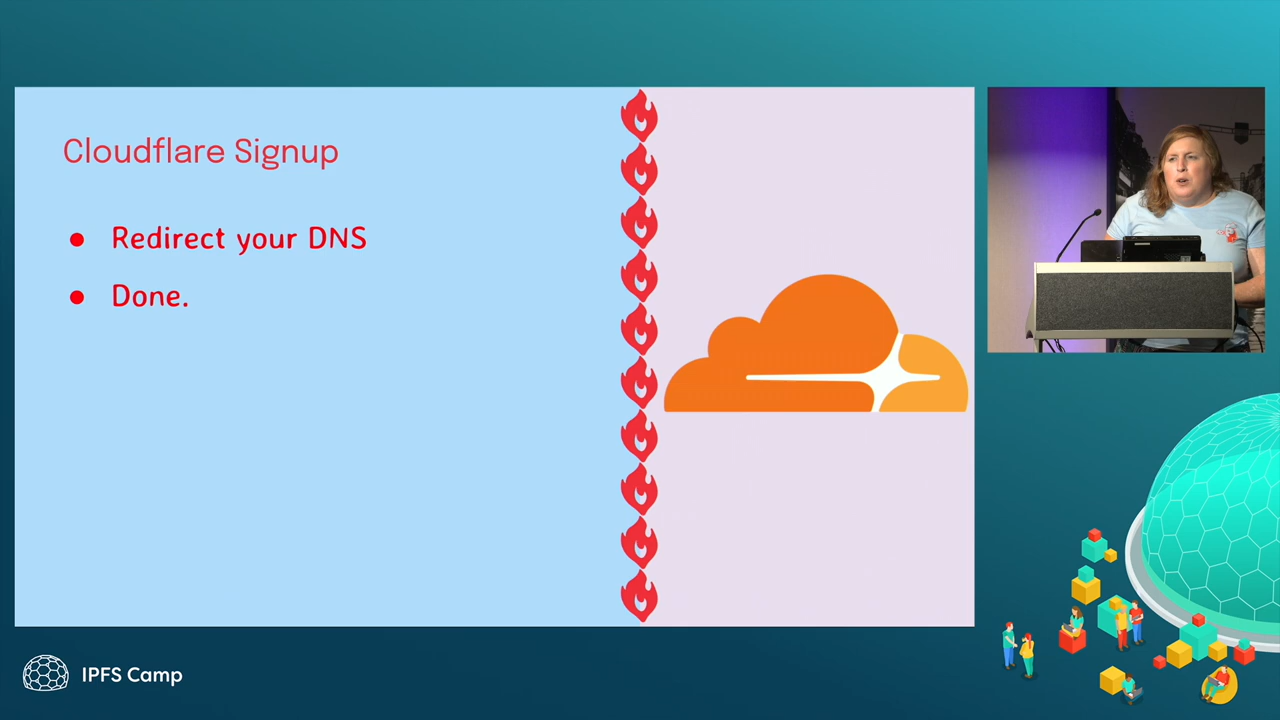 Cloudflare Signup
● Redirect your DNS
● Done.
IPFS Camp